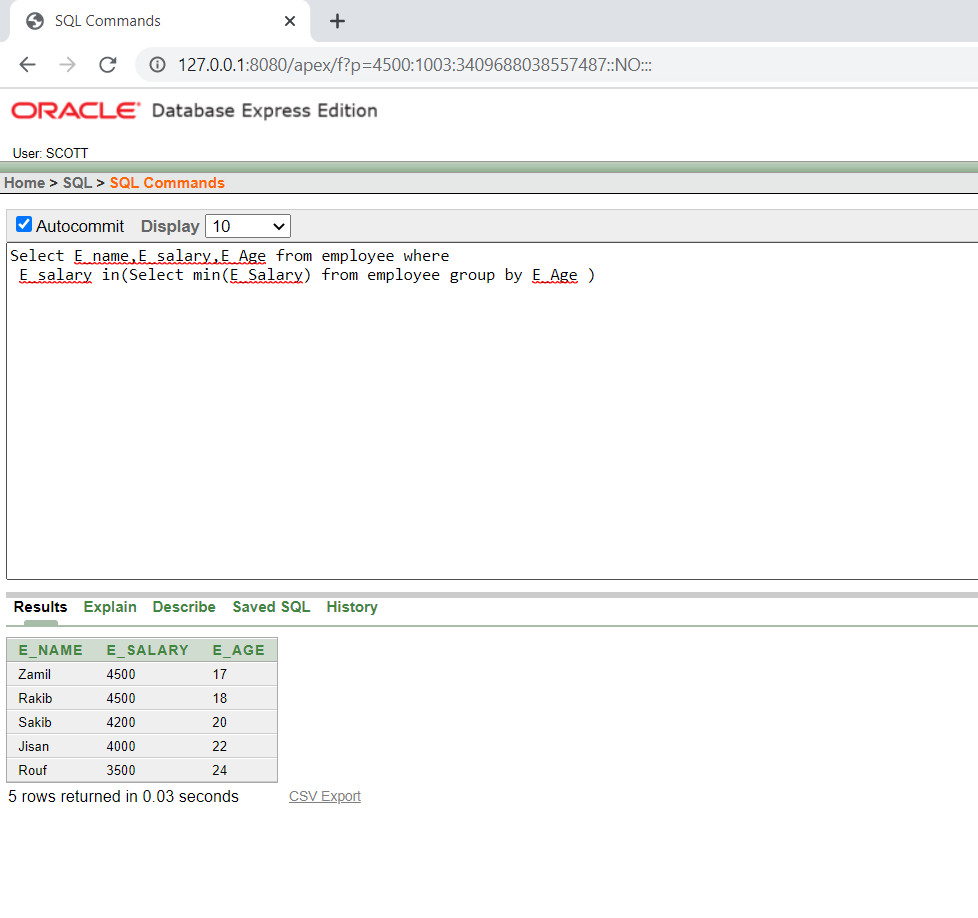 SQL Commands
127.0.0.1:8080/apex/f?p=4500:1003:3409688038557487::NO:::
ORACLE Database Express Edition
User: SCOTT
Home > SQL > SQL Commands
Autocommit Display 10
Select E_name,E_salary,E_Age from employee where
E_salary in(Select min(E_Salary) from employee group by E_Age )
Results Explain Describe Saved SQL History
E_NAME E_SALARY E_AGE
Zamil 4500 17
Rakib 4500 18
Sakib 4200 20
Jisan 4000 22
Rouf 3500 24
5 rows returned in 0.03 seconds CSV Export